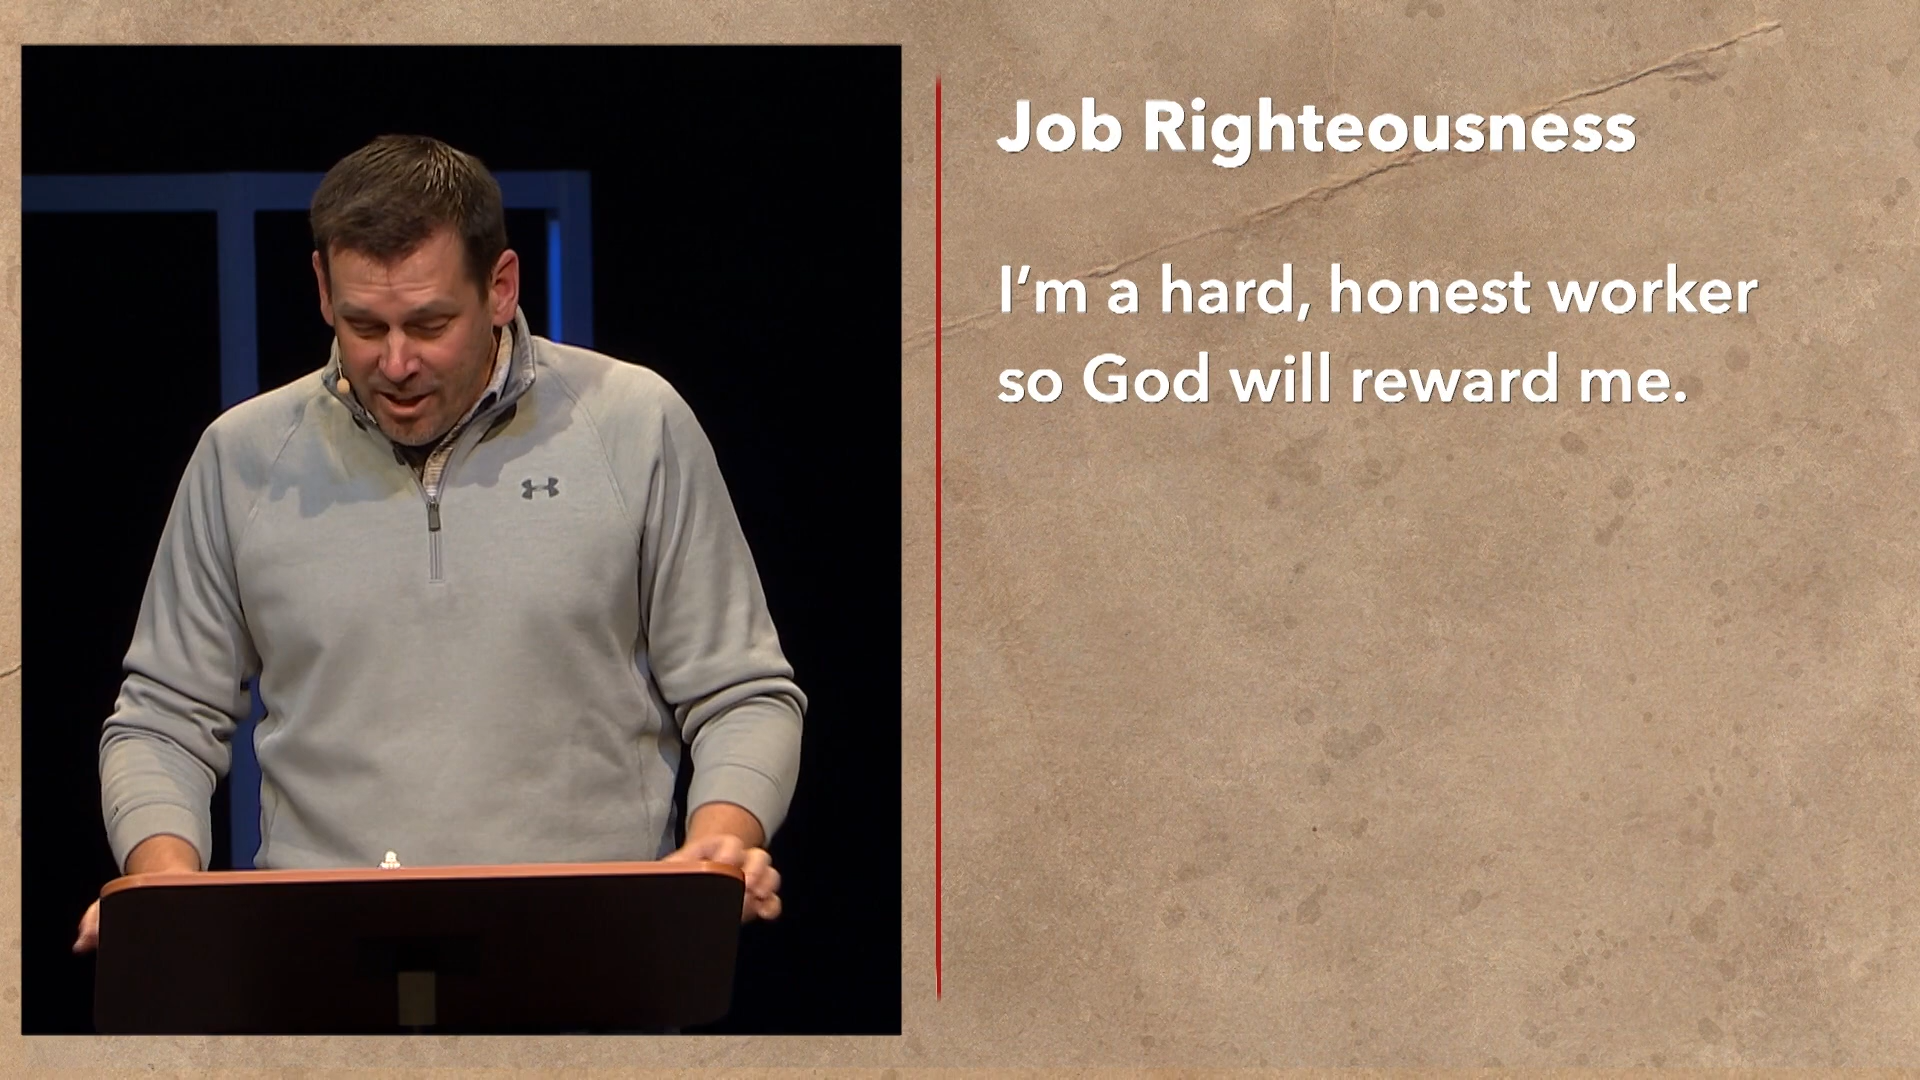 Job Righteousness
I’m a hard, honest worker
so God will reward me.